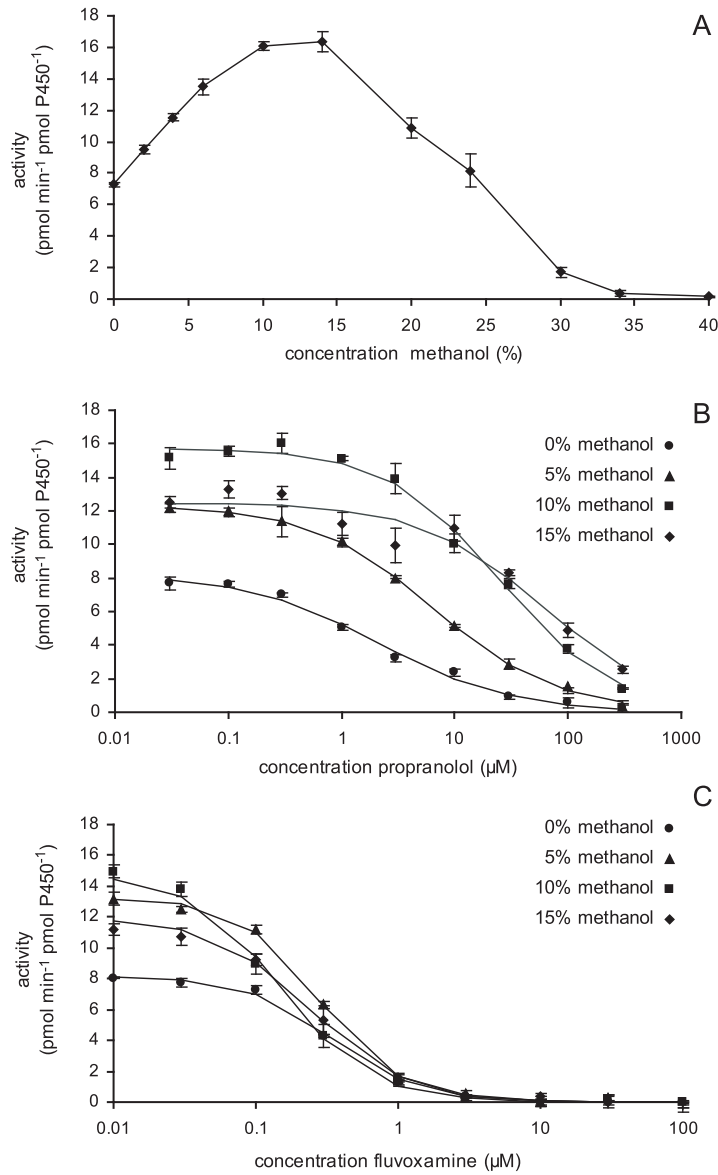 A
activity
(pmol min-1 pmol P450-1)
18
16
14
12
10
8
6
4
2
0
0 5 10 15 20 25 30 35 40
concentration methanol (%)
B
activity
(pmol min-1 pmol P450-1)
18
16
14
12
10
8
6
4
2
0
0% methanol
5% methanol
10% methanol
15% methanol
0.01 0.1 1 10 100 1000
concentration propranolol (µM)
C
activity
(pmol min-1 pmol P450-1)
18
16
14
12
10
8
6
4
2
0
0% methanol
5% methanol
10% methanol
15% methanol
0.01 0.1 1 10 100
concentration fluvoxamine (µM)